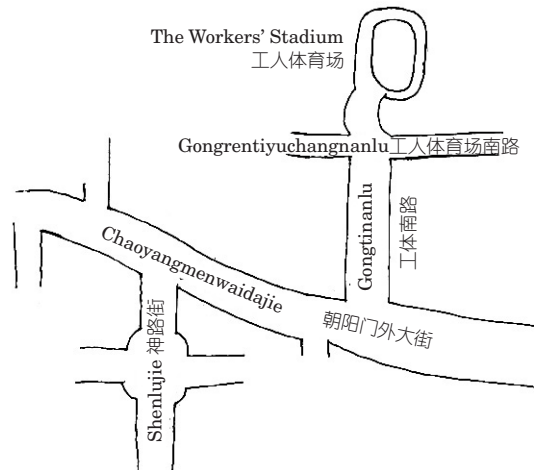 The Workers’ Stadium
工人体育场
Gongrentiyuchangnanlu工人体育场南路
Gongtinanlu
工体南路
Chaoyangmenwaidajie
朝阳门外大街
Shenlujie 神路街